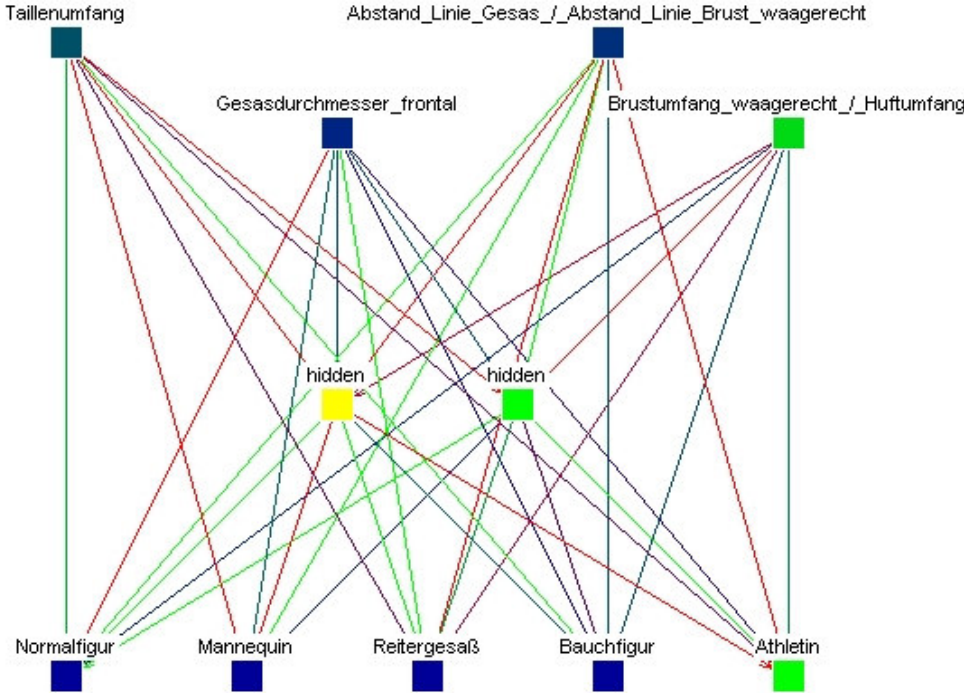 Taillenumfang
Abstand_Linie_Gesas_/_Abstand_Linie_Brust_waagerecht
Gesasdurchmesser_frontal
Brustumfang_waagerecht_/_Huftumfang
hidden
hidden
Normalfigur
Mannequin
Reitergesaß
Bauchfigur
Athletin